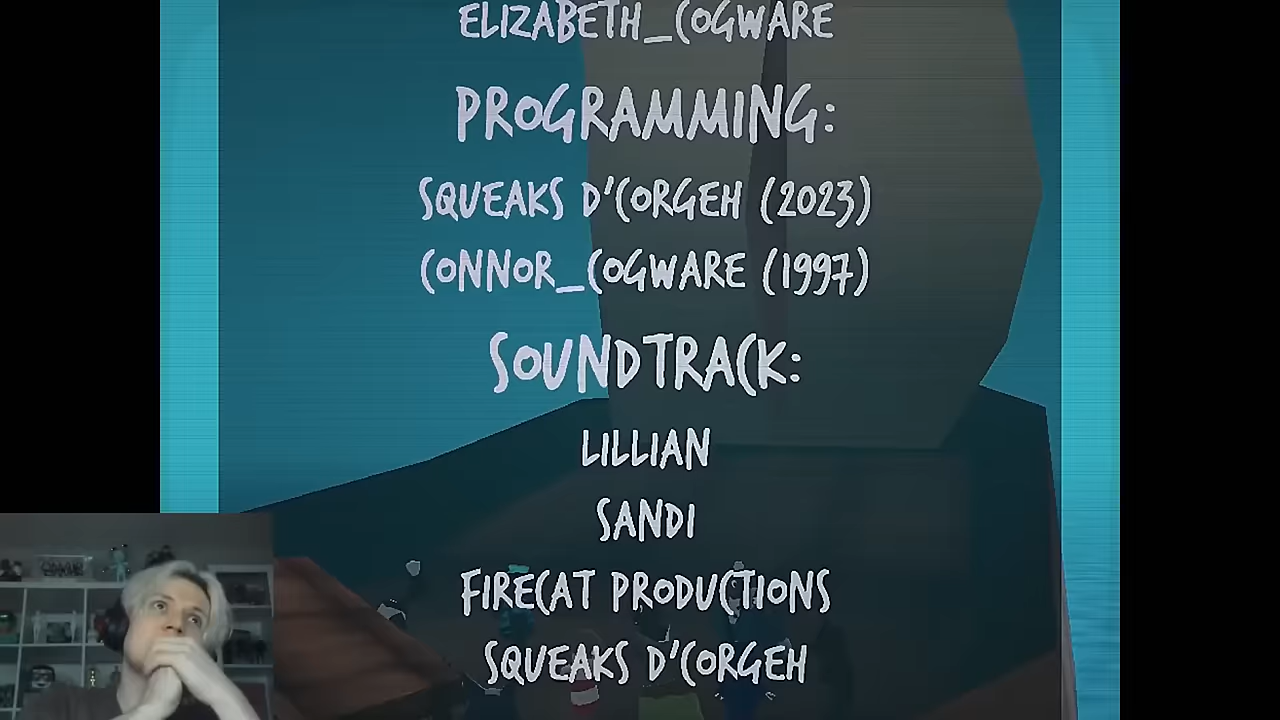 ELIZABETH_COGWARE
PROGRAMMING:
SQUEAKS D'CORGEH (2023)
CONNOR_COGWARE (1997)
SOUNDTRACK:
LILLIAN
SANDI
FIRECAT PRODUCTIONS
SQUEAKS D'CORGEH